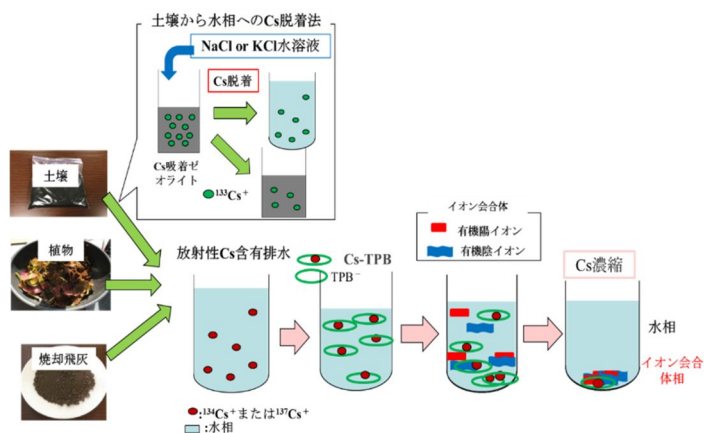 土壌から水相へのCs脱着法
NaCl or KCl水溶液
Cs脱着
Cs吸着ゼ
オライト
¹³³Cs⁺
土壌
植物
焼却飛灰
放射性Cs含有排水
Cs-TPB
TPB⁻
イオン会合体
有機陽イオン
有機陰イオン
Cs濃縮
水相
イオン会合
体相
:¹³⁴Cs⁺または¹³⁷Cs⁺
:水相